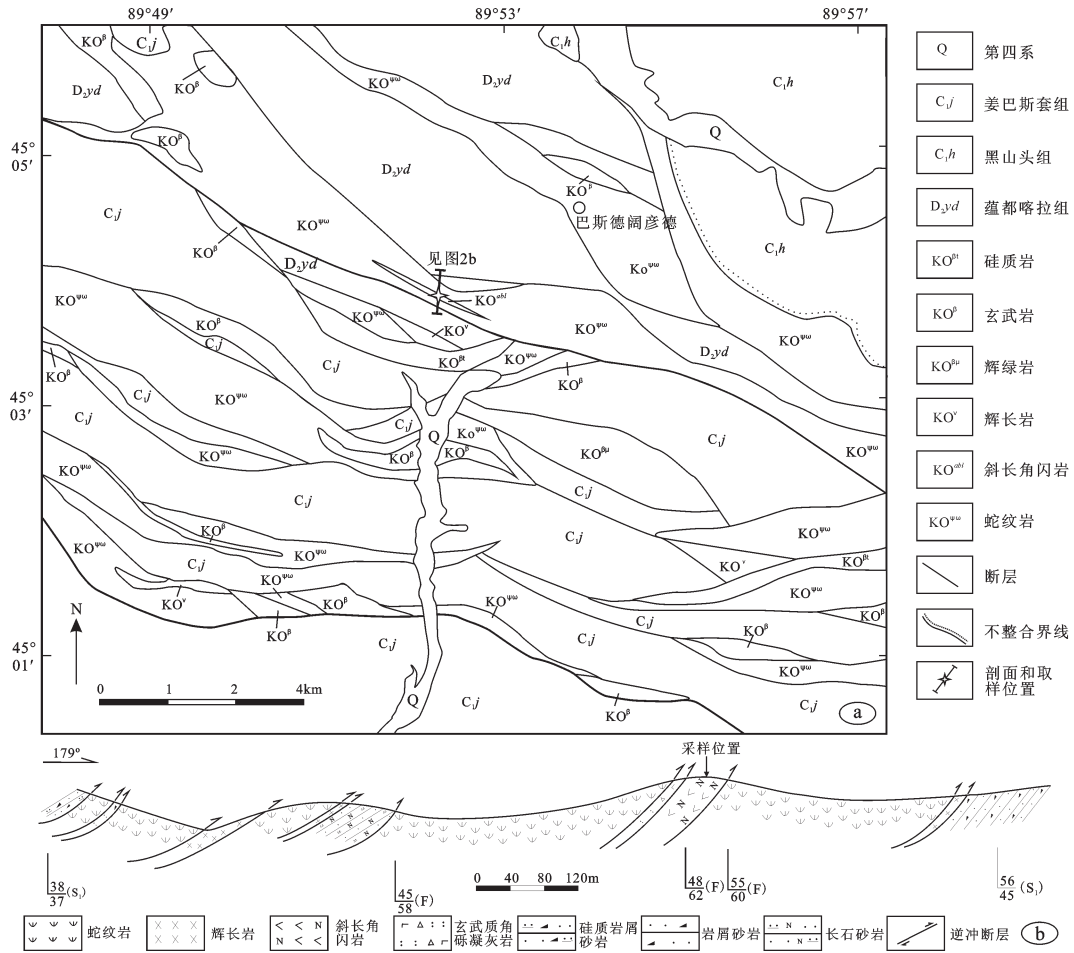 89°49′
89°53′
89°57′
45°
05′
45°
03′
45°
01′
KOᵝ
C₁j
KOᵝ
D₂yd
KOᵝ
KOψω
D₂yd
C₁h
C₁h
Q
D₂yd
KOᵝ
巴斯德阔彦德
C₁h
C₁j
KOψω
KOᵝ
D₂yd
见图2b
KOabl
Koψω
KOψω
KOᵝ
C₁j
KOψω
KOᵛ
KOβt
KOψω
KOψω
D₂yd
KOψω
KOᵝ
C₁j
KOᵝ
C₁j
C₁j
KOψω
C₁j
Q
Koψω
KOᵝ
KOᵝ
KOβμ
C₁j
KOψω
KOψω
KOψω
C₁j
C₁j
KOᵝ
C₁j
KOψω
KOψω
KOψω
C₁j
KOψω
KOᵛ
KOβt
KOψω
KOᵛ
KOᵝ
KOᵝ
KOψω
C₁j
C₁j
KOᵝ
KOᵝ
KOψω
C₁j
Q
C₁j
KOᵝ
C₁j
N
0 1 2 4km
a
Q 第四系
C₁j 姜巴斯套组
C₁h 黑山头组
D₂yd 蕴都喀拉组
KOβt 硅质岩
KOᵝ 玄武岩
KOβμ 辉绿岩
KOᵛ 辉长岩
KOabl 斜长角闪岩
KOψω 蛇纹岩
断层
不整合界线
剖面和取
样位置
179°
采样位置
38
37 (S₁)
45
58 (F)
0 40 80 120m
48
62 (F)
55
60 (F)
56
45 (S₁)
蛇纹岩
辉长岩
斜长角
闪岩
玄武质角
砾凝灰岩
硅质岩屑
砂岩
岩屑砂岩
长石砂岩
逆冲断层
b